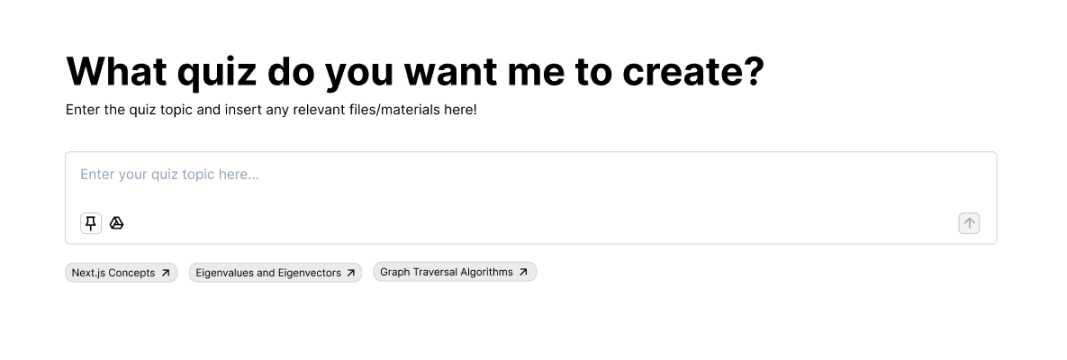 What quiz do you want me to create?
Enter the quiz topic and insert any relevant files/materials here!
Enter your quiz topic here...
Next.js Concepts
Eigenvalues and Eigenvectors
Graph Traversal Algorithms